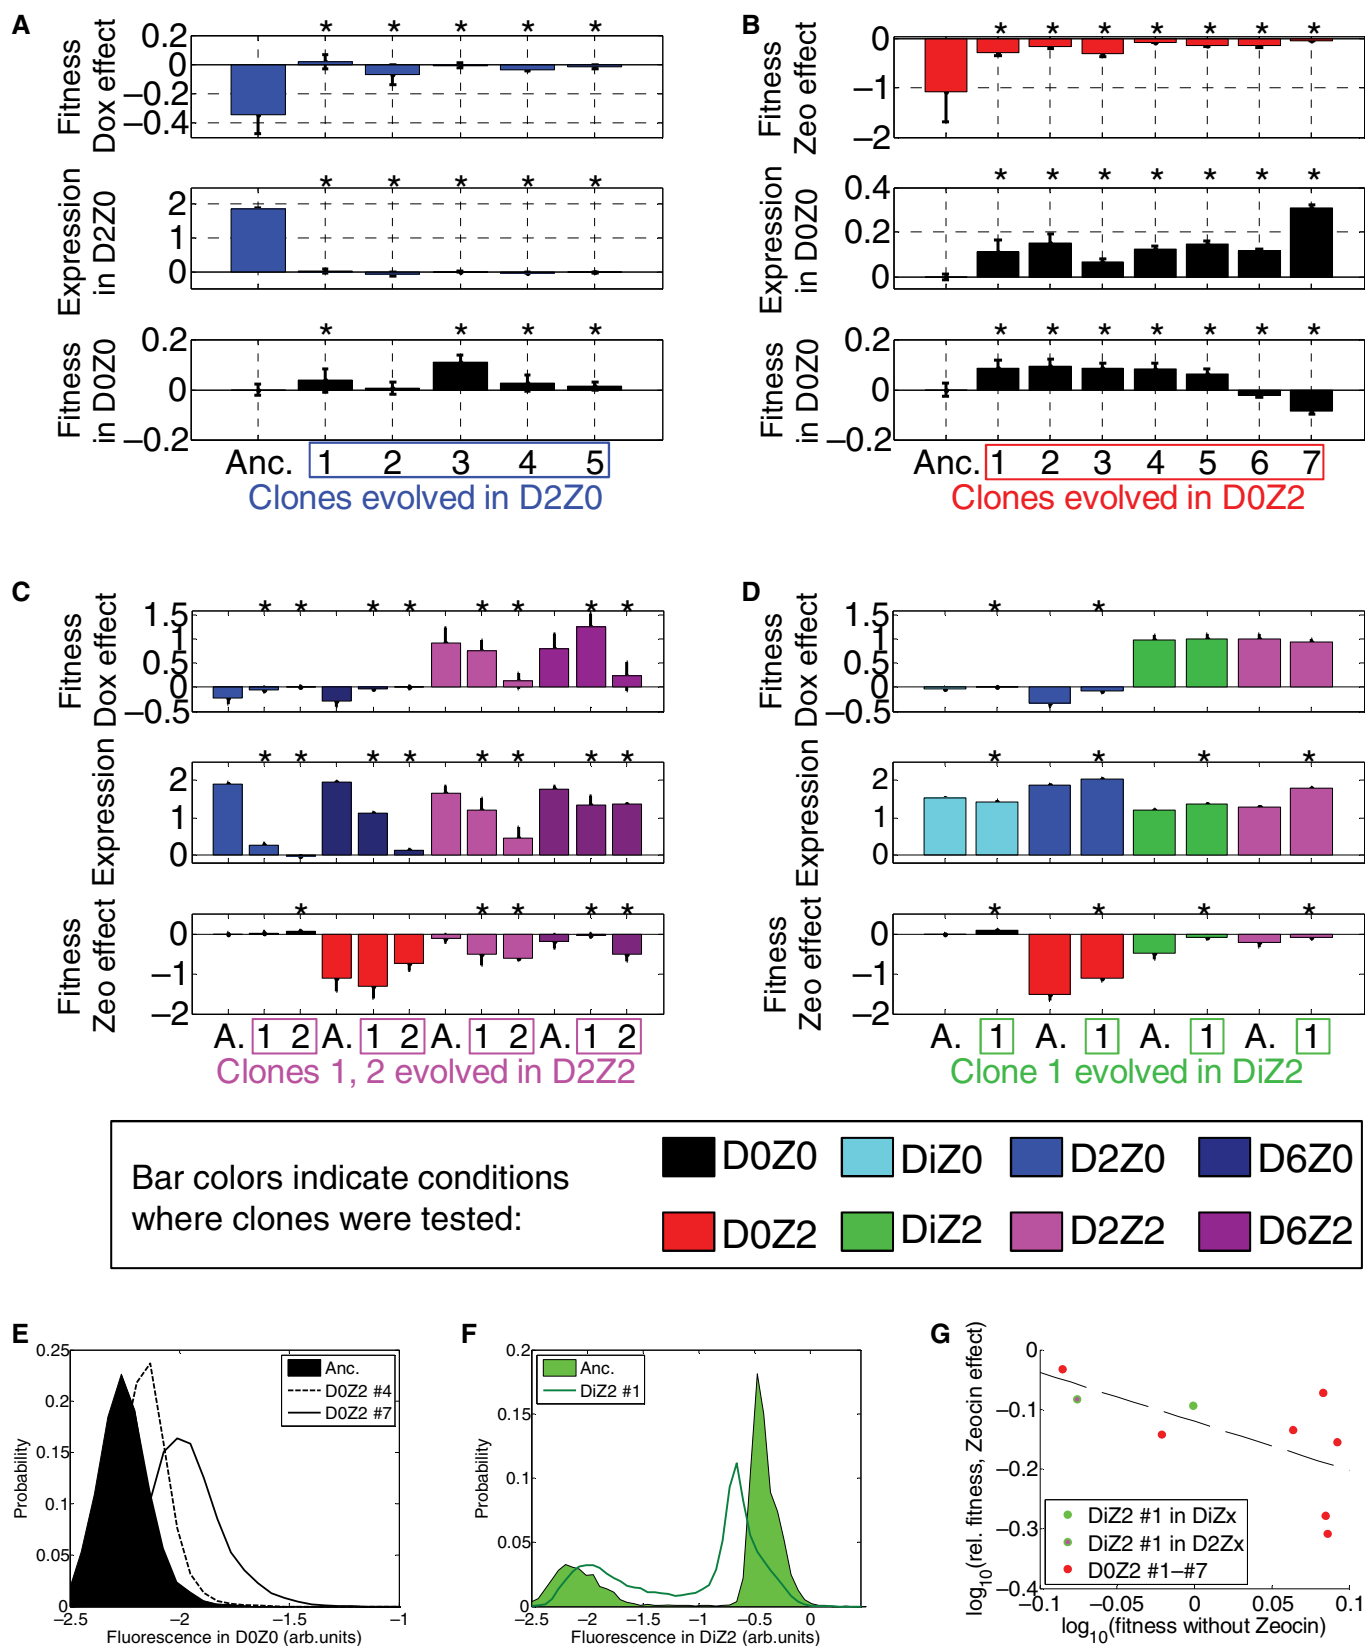 A
Fitness
Dox effect
0.2
0
−0.2
−0.4
* * * * *
Expression
in D2Z0
2
1
0
* * * * *
Fitness
in D0Z0
0.2
0
−0.2
* * * *
Anc. 1 2 3 4 5
Clones evolved in D2Z0
B
Fitness
Zeo effect
0
−1
−2
* * * * * * *
Expression
in D0Z0
0.4
0.2
0
* * * * * * *
Fitness
in D0Z0
0.2
0
−0.2
* * * * * * *
Anc. 1 2 3 4 5 6 7
Clones evolved in D0Z2
C
Fitness
Dox effect
1.5
1
0.5
0
−0.5
* * * * * * * *
Expression
2
1
0
* * * * * * * *
Fitness
Zeo effect
0
−1
−2
* * * * *
A. 1 2 A. 1 2 A. 1 2 A. 1 2
Clones 1, 2 evolved in D2Z2
D
Fitness
Dox effect
1.5
1
0.5
0
−0.5
* *
Expression
2
1
0
* * * *
Fitness
Zeo effect
0
−1
−2
* * * *
A. 1 A. 1 A. 1 A. 1
Clone 1 evolved in DiZ2
Bar colors indicate conditions
where clones were tested:
D0Z0 DiZ0 D2Z0 D6Z0
D0Z2 DiZ2 D2Z2 D6Z2
E
Probability
0.25
0.2
0.15
0.1
0.05
0
−2.5 −2 −1.5 −1
Fluorescence in D0Z0 (arb.units)
Anc.
D0Z2 #4
D0Z2 #7
F
Probability
0.2
0.15
0.1
0.05
0
−2.5 −2 −1.5 −1 −0.5 0
Fluorescence in DiZ2 (arb.units)
Anc.
DiZ2 #1
G
log10(rel. fitness, Zeocin effect)
0
−0.1
−0.2
−0.3
−0.4
−0.1 −0.05 0 0.05 0.1
log10(fitness without Zeocin)
DiZ2 #1 in DiZx
DiZ2 #1 in D2Zx
D0Z2 #1–#7